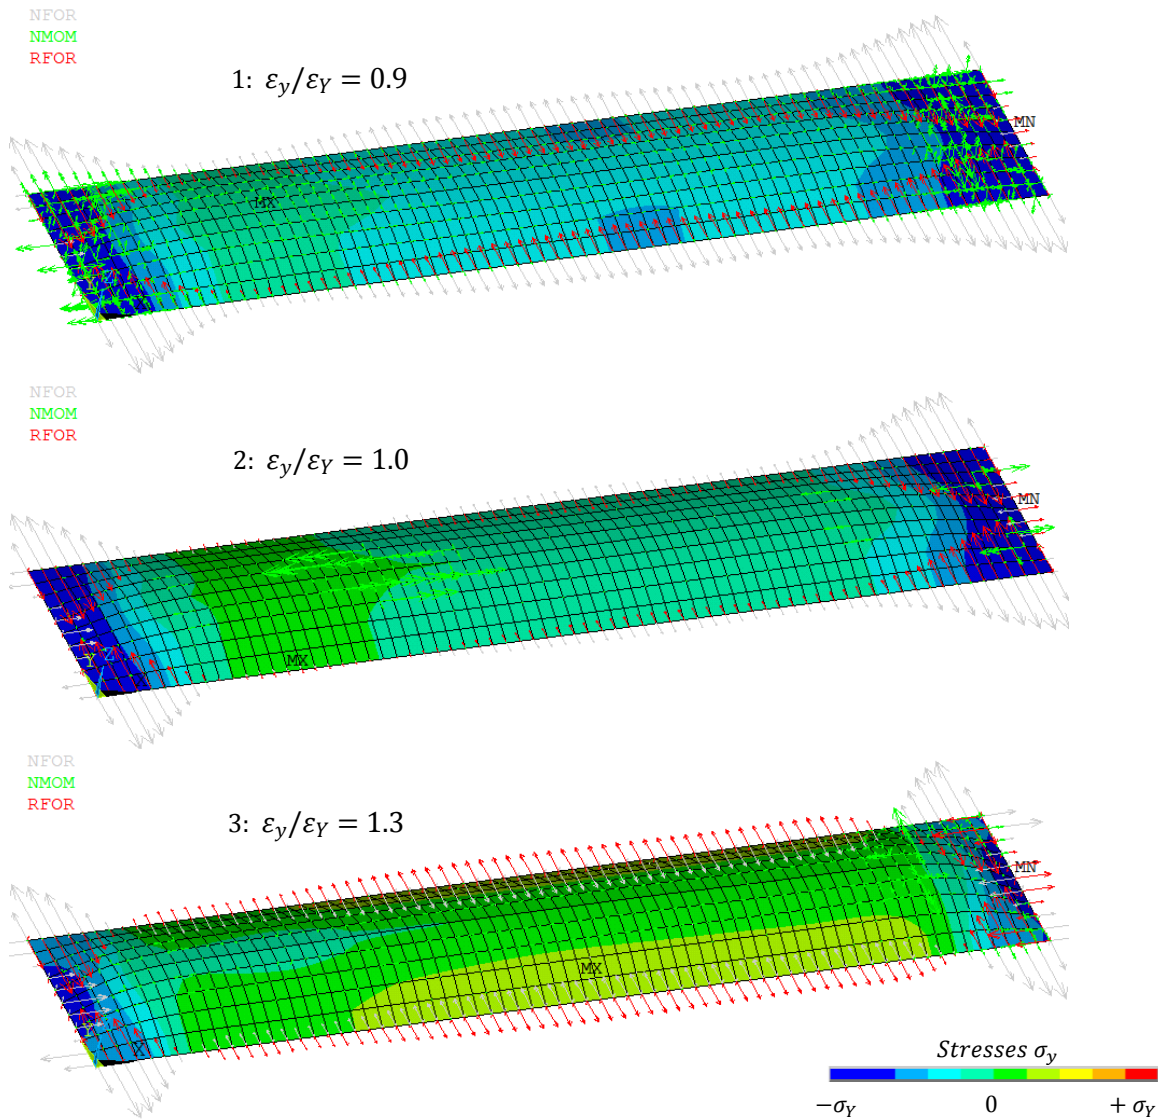 NFOR
NMOM
RFOR
1: εy/εY = 0.9
MN
MX
NFOR
NMOM
RFOR
2: εy/εY = 1.0
MN
MX
NFOR
NMOM
RFOR
3: εy/εY = 1.3
MN
MX
Stresses σy
−σY 0 + σY